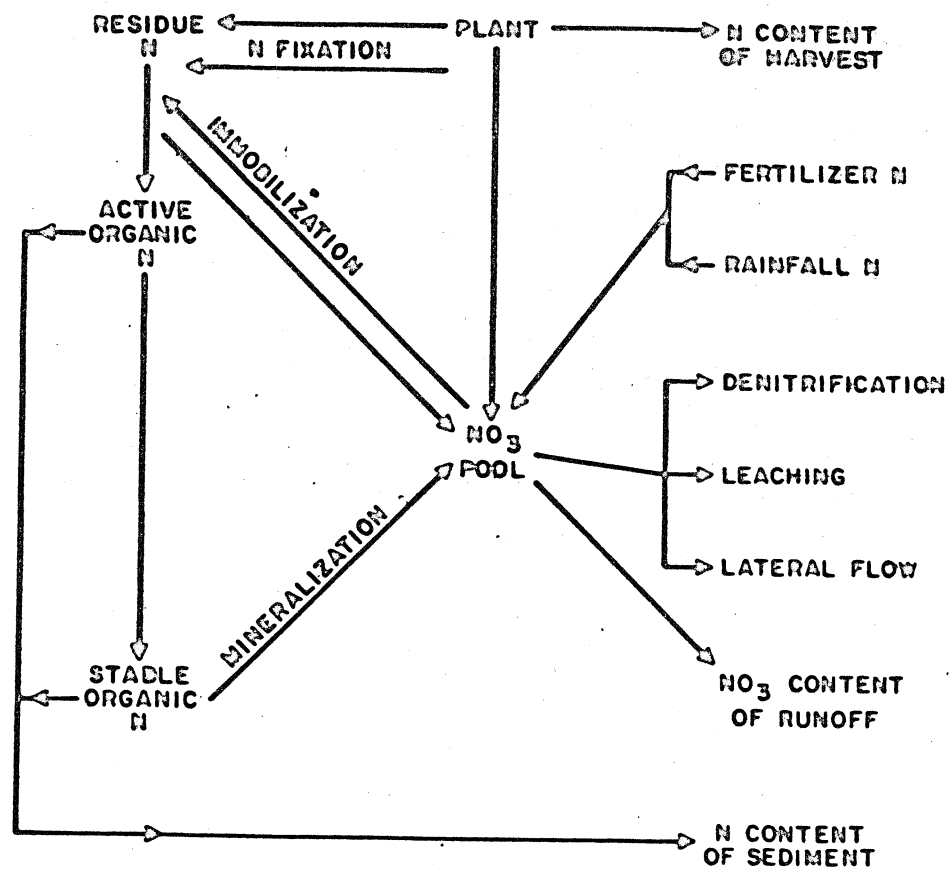 RESIDUE
N
PLANT
N CONTENT
OF HARVEST
N FIXATION
IMMOBILIZATION
FERTILIZER N
ACTIVE
ORGANIC
N
RAINFALL N
DENITRIFICATION
NO3
POOL
LEACHING
LATERAL FLOW
MINERALIZATION
STABLE
ORGANIC
N
NO3 CONTENT
OF RUNOFF
N CONTENT
OF SEDIMENT